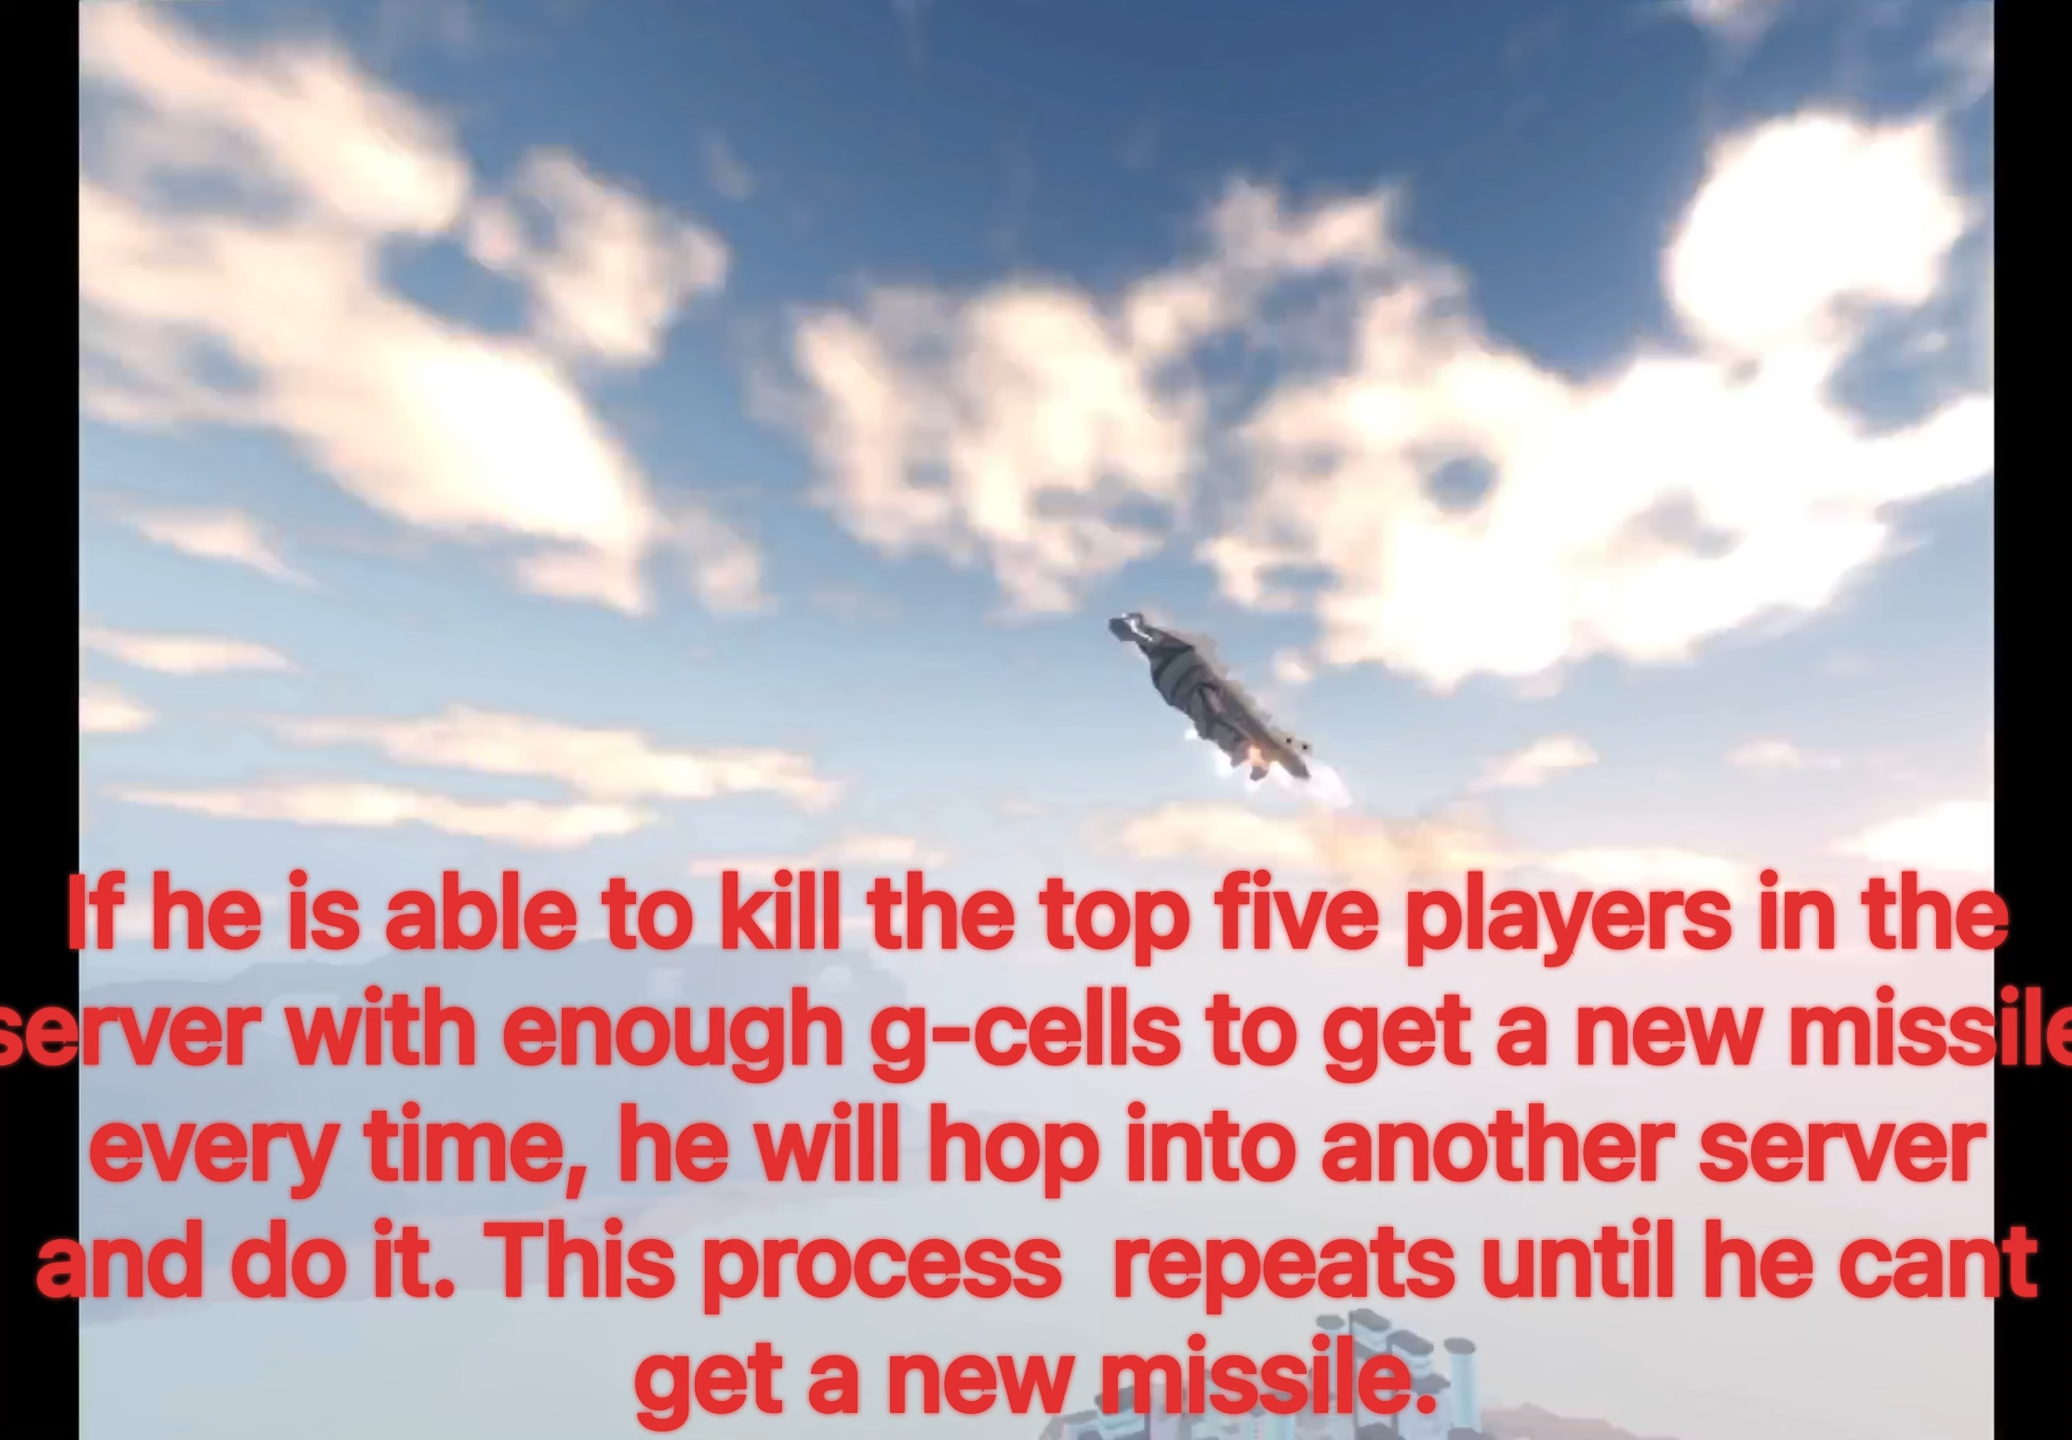 If he is able to kill the top five players in the
server with enough g-cells to get a new missile
every time, he will hop into another server
and do it. This process  repeats until he cant
get a new missile.